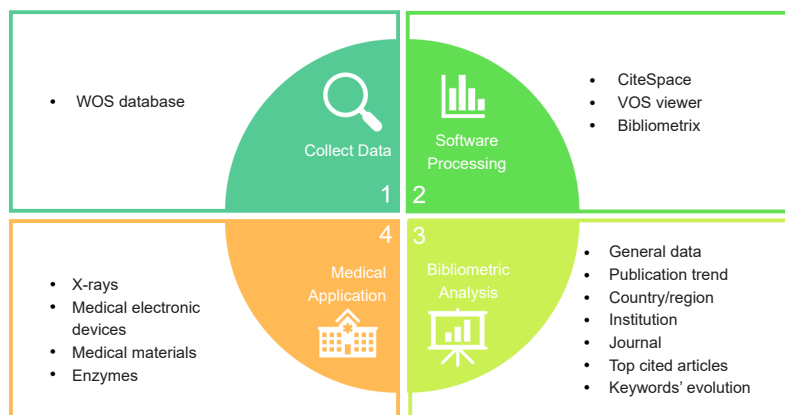 WOS database
Collect Data
1
Software
Processing
2
CiteSpace
VOS viewer
Bibliometrix
3
Bibliometric
Analysis
General data
Publication trend
Country/region
Institution
Journal
Top cited articles
Keywords' evolution
4
Medical
Application
X-rays
Medical electronic
devices
Medical materials
Enzymes